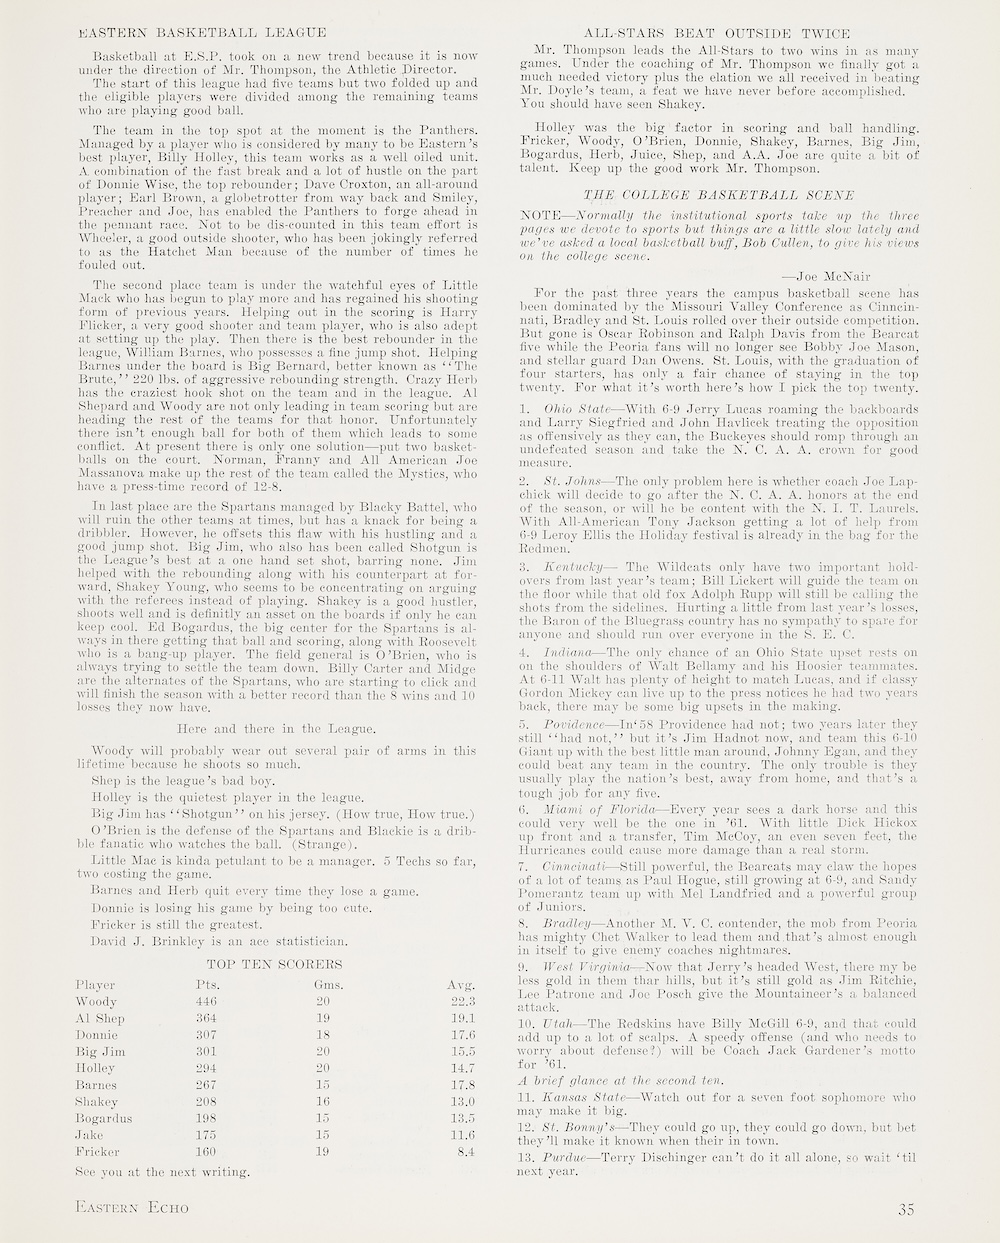 EASTERN BASKETBALL LEAGUE
Basketball at E.S.P. took on a new trend because it is now
under the direction of Mr. Thompson, the Athletic Director.
The start of this league had five teams but two folded up and
the eligible players were divided among the remaining teams
who are playing good ball.
The team in the top spot at the moment is the Panthers.
Managed by a player who is considered by many to be Eastern's
best player, Billy Holley, this team works as a well oiled unit.
A combination of the fast break and a lot of hustle on the part
of Donnie Wise, the top rebounder; Dave Croxton, an all-around
player; Earl Brown, a globetrotter from way back and Smiley,
Preacher and Joe, has enabled the Panthers to forge ahead in
the pennant race. Not to be dis-counted in this team effort is
Wheeler, a good outside shooter, who has been jokingly referred
to as the Hatchet Man because of the number of times he
fouled out.
The second place team is under the watchful eyes of Little
Mack who has begun to play more and has regained his shooting
form of previous years. Helping out in the scoring is Harry
Flicker, a very good shooter and team player, who is also adept
at setting up the play. Then there is the best rebounder in the
league, William Barnes, who possesses a fine jump shot. Helping
Barnes under the board is Big Bernard, better known as "The
Brute," 220 lbs. of aggressive rebounding strength. Crazy Herb
has the craziest hook shot on the team and in the league. Al
Shepard and Woody are not only leading in team scoring but are
heading the rest of the teams for that honor. Unfortunately
there isn't enough ball for both of them which leads to some
conflict. At present there is only one solution—put two basket-
balls on the court. Norman, Franny and All American Joe
Massanova make up the rest of the team called the Mystics, who
have a press-time record of 12-8.
In last place are the Spartans managed by Blacky Battel, who
will ruin the other teams at times, but has a knack for being a
dribbler. However, he offsets this flaw with his hustling and a
good jump shot. Big Jim, who also has been called Shotgun is
the League's best at a one hand set shot, barring none. Jim
helped with the rebounding along with his counterpart at for-
ward, Shakey Young, who seems to be concentrating on arguing
with the referees instead of playing. Shakey is a good hustler,
shoots well and is definitly an asset on the boards if only he can
keep cool. Ed Bogardus, the big center for the Spartans is al-
ways in there getting that ball and scoring, along with Roosevelt
who is a bang-up player. The field general is O'Brien, who is
always trying to settle the team down. Billy Carter and Midge
are the alternates of the Spartans, who are starting to click and
will finish the season with a better record than the 8 wins and 10
losses they now have.
Here and there in the League.
Woody will probably wear out several pair of arms in this
lifetime because he shoots so much.
Shep is the league's bad boy.
Holley is the quietest player in the league.
Big Jim has "Shotgun" on his jersey. (How true, How true.)
O'Brien is the defense of the Spartans and Blackie is a drib-
ble fanatic who watches the ball. (Strange).
Little Mac is kinda petulant to be a manager. 5 Techs so far,
two costing the game.
Barnes and Herb quit every time they lose a game.
Donnie is losing his game by being too cute.
Fricker is still the greatest.
David J. Brinkley is an ace statistician.
TOP TEN SCORERS
Player Pts. Gms. Avg.
Woody 446 20 22.3
Al Shep 364 19 19.1
Donnie 307 18 17.6
Big Jim 301 20 15.5
Holley 294 20 14.7
Barnes 267 15 17.8
Shakey 208 16 13.0
Bogardus 198 15 13.5
Jake 175 15 11.6
Fricker 160 19 8.4
See you at the next writing.
ALL-STARS BEAT OUTSIDE TWICE
Mr. Thompson leads the All-Stars to two wins in as many
games. Under the coaching of Mr. Thompson we finally got a
much needed victory plus the elation we all received in beating
Mr. Doyle's team, a feat we have never before accomplished.
You should have seen Shakey.
Holley was the big factor in scoring and ball handling.
Fricker, Woody, O'Brien, Donnie, Shakey, Barnes, Big Jim,
Bogardus, Herb, Juice, Shep, and A.A. Joe are quite a bit of
talent. Keep up the good work Mr. Thompson.
THE COLLEGE BASKETBALL SCENE
NOTE—Normally the institutional sports take up the three
pages we devote to sports but things are a little slow lately and
we've asked a local basketball buff, Bob Cullen, to give his views
on the college scene.
—Joe McNair
For the past three years the campus basketball scene has
been dominated by the Missouri Valley Conference as Cinncin-
nati, Bradley and St. Louis rolled over their outside competition.
But gone is Oscar Robinson and Ralph Davis from the Bearcat
five while the Peoria fans will no longer see Bobby Joe Mason,
and stellar guard Dan Owens. St. Louis, with the graduation of
four starters, has only a fair chance of staying in the top
twenty. For what it's worth here's how I pick the top twenty.
1. Ohio State—With 6-9 Jerry Lucas roaming the backboards
and Larry Siegfried and John Havlicek treating the opposition
as offensively as they can, the Buckeyes should romp through an
undefeated season and take the N. C. A. A. crown for good
measure.
2. St. Johns—The only problem here is whether coach Joe Lap-
chick will decide to go after the N. C. A. A. honors at the end
of the season, or will he be content with the N. I. T. Laurels.
With All-American Tony Jackson getting a lot of help from
6-9 Leroy Ellis the Holiday festival is already in the bag for the
Redmen.
3. Kentucky— The Wildcats only have two important hold-
overs from last year's team; Bill Lickert will guide the team on
the floor while that old fox Adolph Rupp will still be calling the
shots from the sidelines. Hurting a little from last year's losses,
the Baron of the Bluegrass country has no sympathy to spare for
anyone and should run over everyone in the S. E. C.
4. Indiana—The only chance of an Ohio State upset rests on
on the shoulders of Walt Bellamy and his Hoosier teammates.
At 6-11 Walt has plenty of height to match Lucas, and if classy
Gordon Mickey can live up to the press notices he had two years
back, there may be some big upsets in the making.
5. Povidence—In'58 Providence had not; two years later they
still "had not," but it's Jim Hadnot now, and team this 6-10
Giant up with the best little man around, Johnny Egan, and they
could beat any team in the country. The only trouble is they
usually play the nation's best, away from home, and that's a
tough job for any five.
6. Miami of Florida—Every year sees a dark horse and this
could very well be the one in '61. With little Dick Hickox
up front and a transfer, Tim McCoy, an even seven feet, the
Hurricanes could cause more damage than a real storm.
7. Cinncinati—Still powerful, the Bearcats may claw the hopes
of a lot of teams as Paul Hogue, still growing at 6-9, and Sandy
Pomerantz team up with Mel Landfried and a powerful group
of Juniors.
8. Bradley—Another M. V. C. contender, the mob from Peoria
has mighty Chet Walker to lead them and that's almost enough
in itself to give enemy coaches nightmares.
9. West Virginia—Now that Jerry's headed West, there my be
less gold in them thar hills, but it's still gold as Jim Ritchie,
Lee Patrone and Joe Posch give the Mountaineer's a balanced
attack.
10. Utah—The Redskins have Billy McGill 6-9, and that could
add up to a lot of scalps. A speedy offense (and who needs to
worry about defense?) will be Coach Jack Gardener's motto
for '61.
A brief glance at the second ten.
11. Kansas State—Watch out for a seven foot sophomore who
may make it big.
12. St. Bonny's—They could go up, they could go down, but bet
they'll make it known when their in town.
13. Purdue—Terry Dischinger can't do it all alone, so wait 'til
next year.
EASTERN ECHO 35